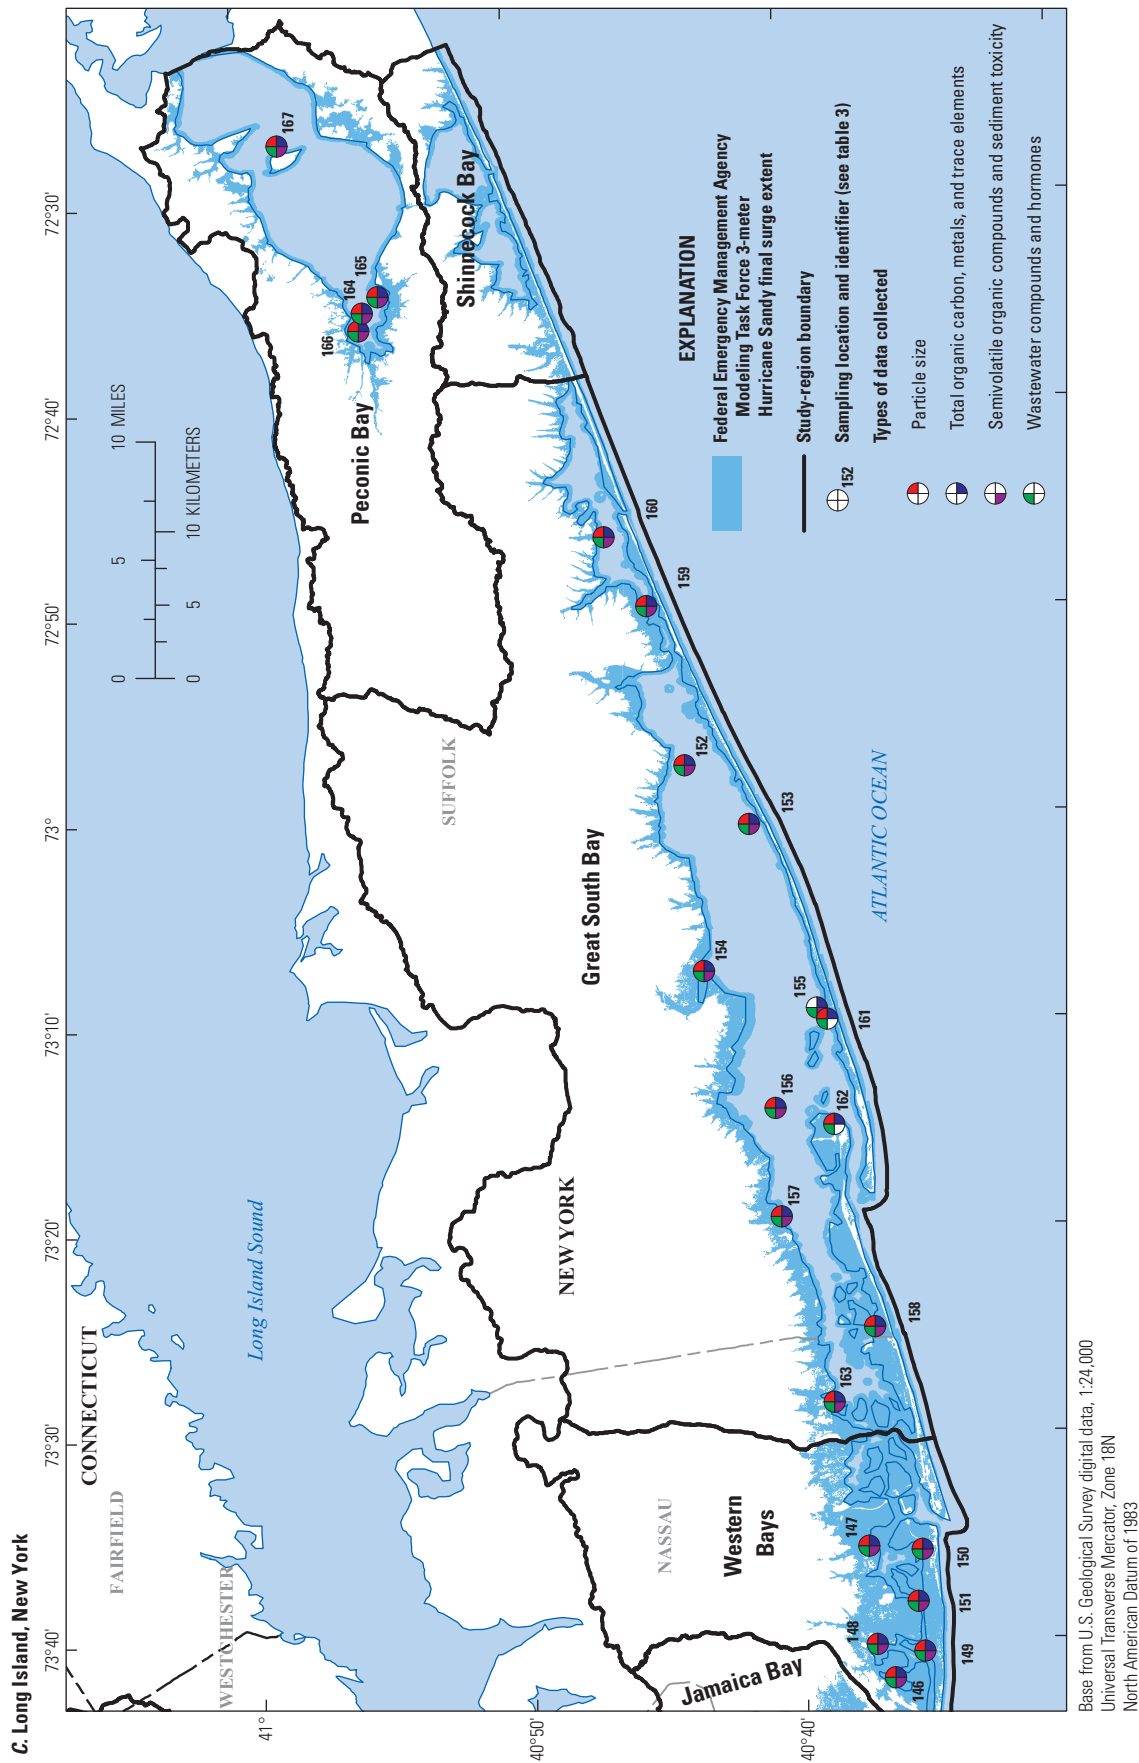 C. Long Island, New York
73°40'
73°30'
73°20'
73°10'
73°
72°50'
72°40'
72°30'
41°
40°50'
40°40'
CONNECTICUT
FAIRFIELD
WESTCHESTER
Long Island Sound
0
5
10 MILES
0
5
10 KILOMETERS
NEW YORK
SUFFOLK
NASSAU
Peconic Bay
Shinnecock Bay
Great South Bay
Western
Bays
Jamaica Bay
ATLANTIC OCEAN
167
164
165
166
160
159
152
153
154
155
161
156
162
157
158
163
147
150
151
148
149
146
EXPLANATION
Federal Emergency Management Agency
Modeling Task Force 3-meter
Hurricane Sandy final surge extent
Study-region boundary
152
Sampling location and identifier (see table 3)
Types of data collected
Particle size
Total organic carbon, metals, and trace elements
Semivolatile organic compounds and sediment toxicity
Wastewater compounds and hormones
Base from U.S. Geological Survey digital data, 1:24,000
Universal Transverse Mercator, Zone 18N
North American Datum of 1983